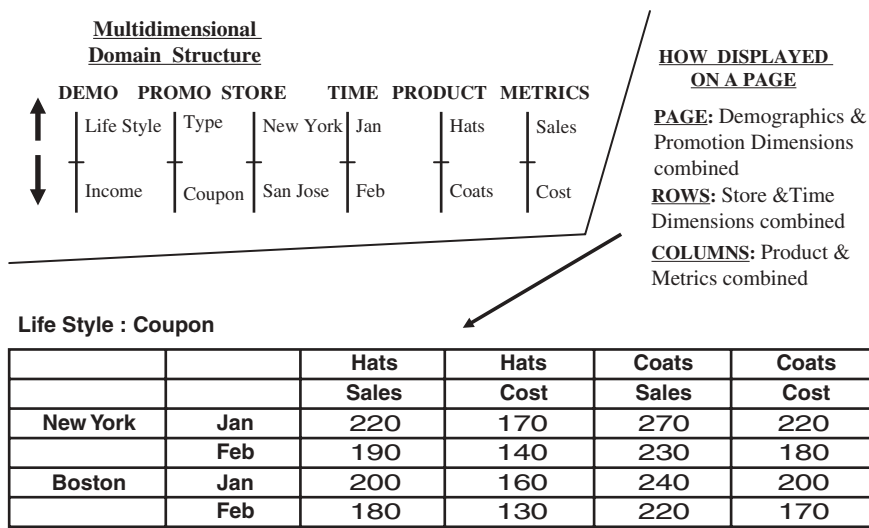 Multidimensional
Domain Structure
DEMO PROMO STORE TIME PRODUCT METRICS
Life Style Type New York Jan Hats Sales
Income Coupon San Jose Feb Coats Cost
HOW DISPLAYED
ON A PAGE
PAGE: Demographics &
Promotion Dimensions
combined
ROWS: Store &Time
Dimensions combined
COLUMNS: Product &
Metrics combined
Life Style : Coupon
Hats Hats Coats Coats
Sales Cost Sales Cost
New York Jan 220 170 270 220
Feb 190 140 230 180
Boston Jan 200 160 240 200
Feb 180 130 220 170